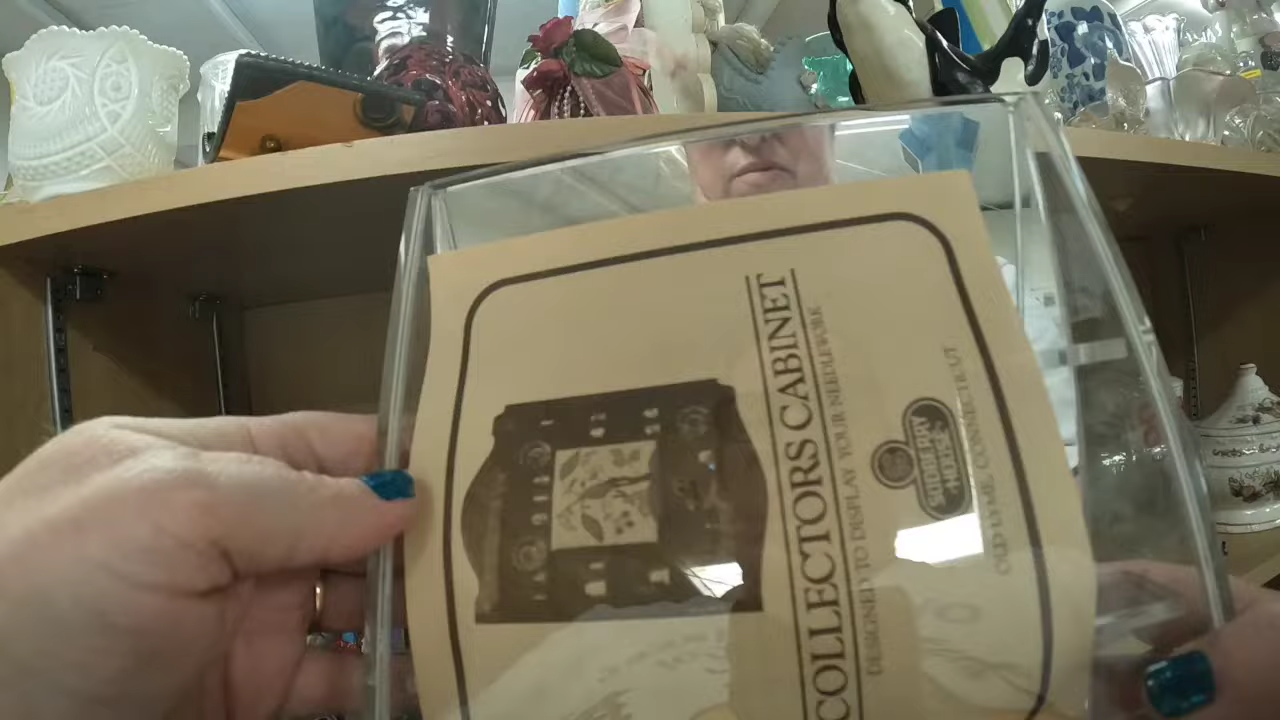 COLLECTORS CABINET
DESIGNED TO DISPLAY YOUR NEEDLEWORK
SUDBERRY
HOUSE
OLD LYME, CONNECTICUT